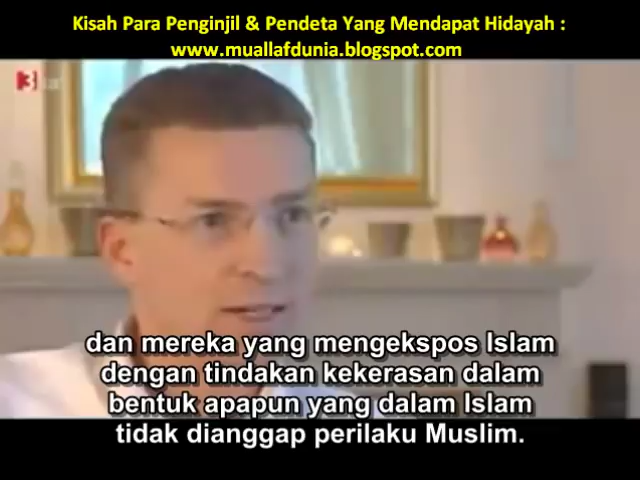 Kisah Para Penginjil & Pendeta Yang Mendapat Hidayah :
www.muallafdunia.blogspot.com
3sat
dan mereka yang mengekspos Islam
dengan tindakan kekerasan dalam
bentuk apapun yang dalam Islam
tidak dianggap perilaku Muslim.